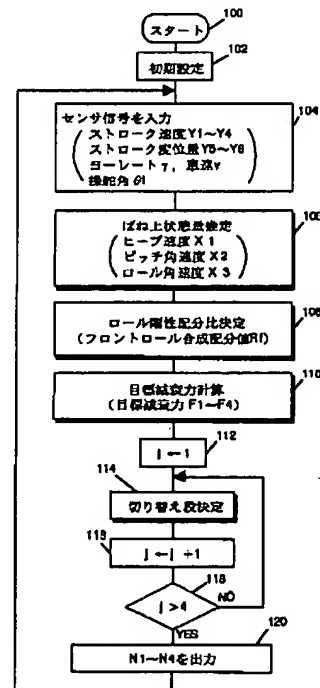 100
スタート
102
初期設定
104
センサ信号を入力
ストローク速度Y1～Y4
ストローク変位量Y5～Y6
ヨーレートγ, 車速v
操舵角θl
106
ばね上状態量推定
ヒーブ速度X1
ピッチ角速度X2
ロール角速度X3
108
ロール剛性配分比決定
(フロントロール合成配分値Rf)
110
目標減衰力計算
(目標減衰力F1～F4)
112
j←1
114
切り替え段決定
j←j+1
118
j>4
NO
YES
120
N1～N4を出力